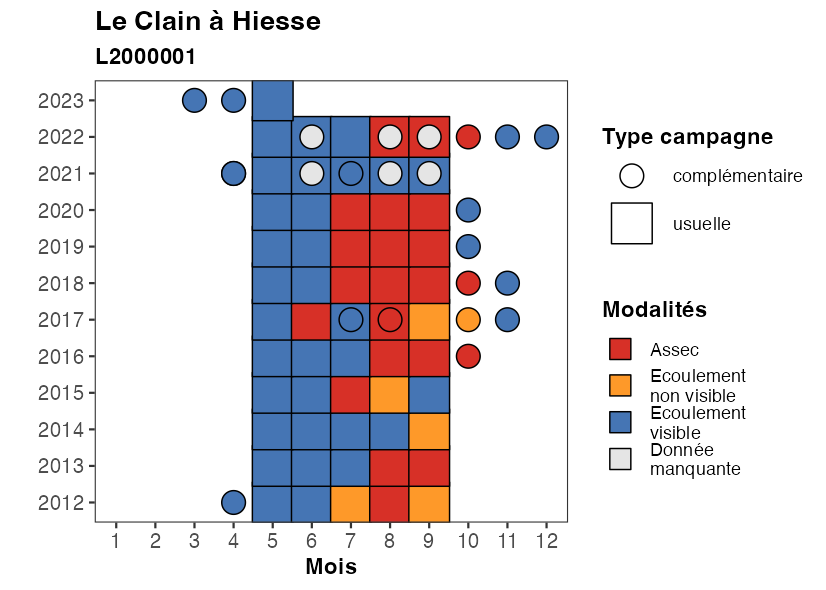 Le Clain à Hiesse
L2000001
2023
2022
2021
2020
2019
2018
2017
2016
2015
2014
2013
2012
1 2 3 4 5 6 7 8 9 10 11 12
Mois
Type campagne
complémentaire
usuelle
Modalités
Assec
Ecoulement
non visible
Ecoulement
visible
Donnée
manquante